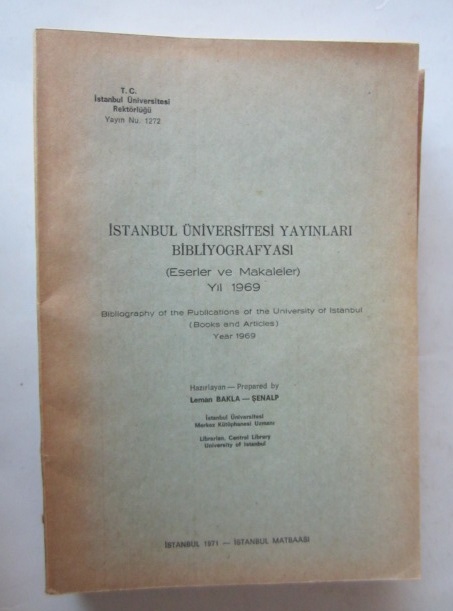 T. C.
İstanbul Üniversitesi
Rektörlüğü
Yayın Nu. 1272
İSTANBUL ÜNİVERSİTESİ YAYINLARI
BİBLİYOGRAFYASI
(Eserler ve Makaleler)
Yıl 1969
Bibliography of the Publications of the University of Istanbul
(Books and Articles)
Year 1969
Hazırlayan — Prepared by
Leman BAKLA — ŞENALP
İstanbul Üniversitesi
Merkez Kütüphanesi Uzmanı
Librarian, Central Library
University of Istanbul
İSTANBUL 1971 — İSTANBUL MATBAASI